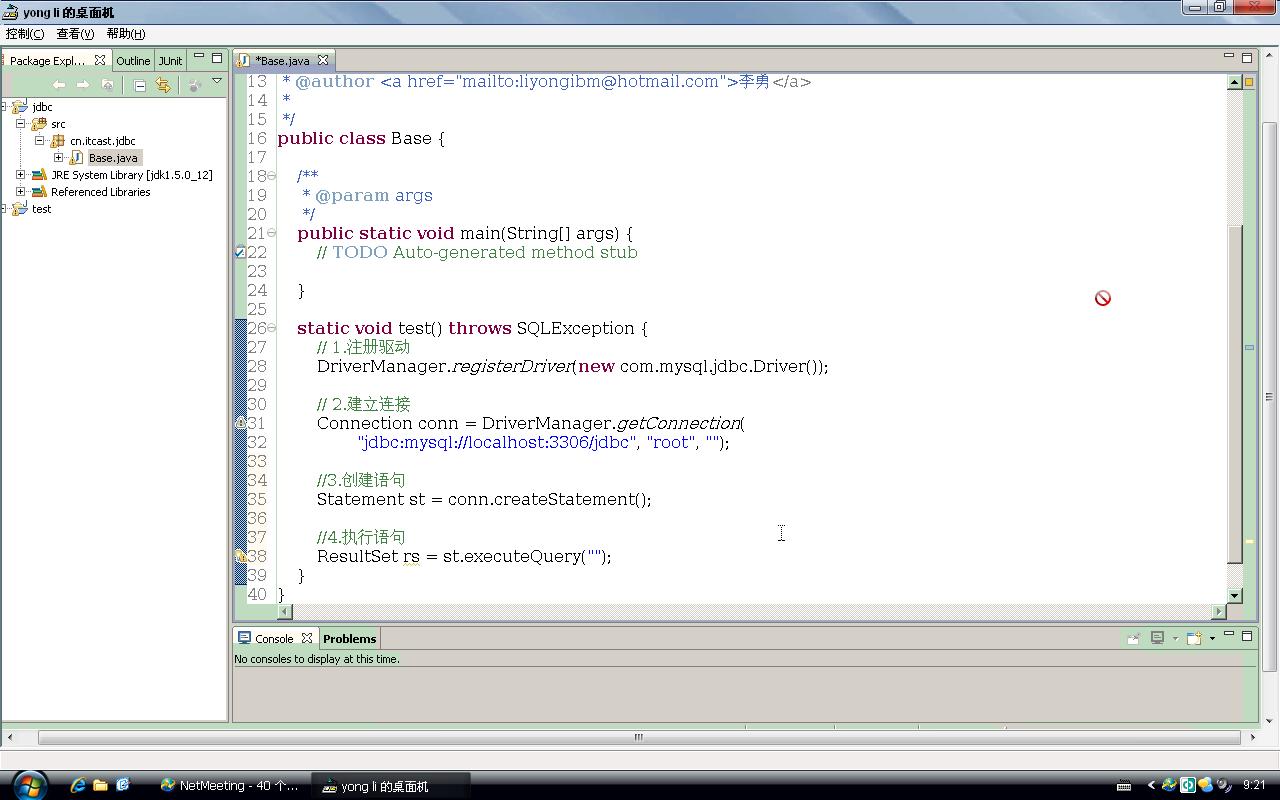 yong li 的桌面机
控制(C) 查看(V) 帮助(H)
Package Expl... Outline JUnit
jdbc
src
cn.itcast.jdbc
Base.java
JRE System Library [jdk1.5.0_12]
Referenced Libraries
test
*Base.java
13 * @author <a href="mailto:liyongibm@hotmail.com">李勇</a>
14 *
15 */
16 public class Base {
17
18 /**
19 * @param args
20 */
21 public static void main(String[] args) {
22 // TODO Auto-generated method stub
23
24 }
25
26 static void test() throws SQLException {
27 // 1.注册驱动
28 DriverManager.registerDriver(new com.mysql.jdbc.Driver());
29
30 // 2.建立连接
31 Connection conn = DriverManager.getConnection(
32 "jdbc:mysql://localhost:3306/jdbc", "root", "");
33
34 //3.创建语句
35 Statement st = conn.createStatement();
36
37 //4.执行语句
38 ResultSet rs = st.executeQuery("");
39 }
40 }
Console Problems
No consoles to display at this time.
NetMeeting - 40 个... yong li 的桌面机 9:21